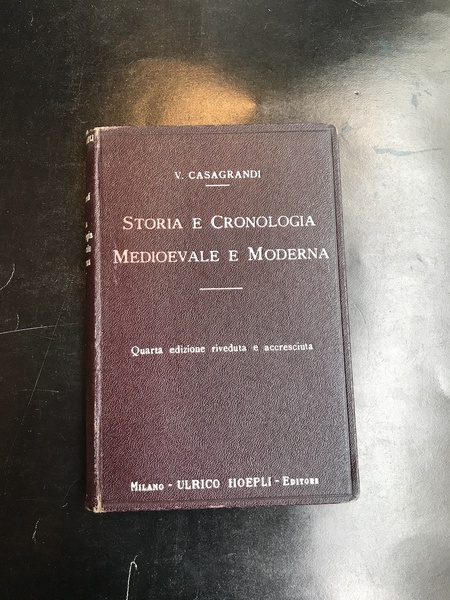 V. CASAGRANDI
STORIA E CRONOLOGIA
MEDIOEVALE E MODERNA
Quarta edizione riveduta e accresciuta
MILANO - ULRICO HOEPLI - EDITORE